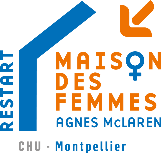 RESTART
MAISON
DES
FEMMES
AGNES McLAREN
CHU - Montpellier